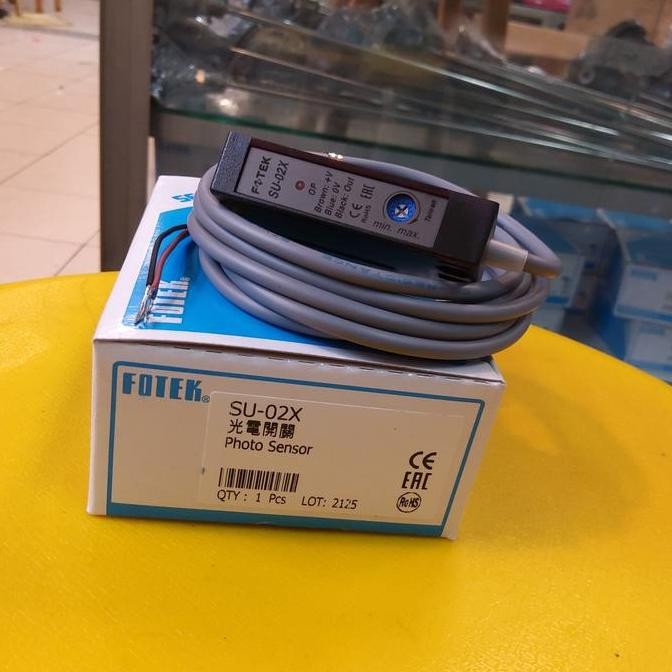 FOTEK
SU-02X
OP
Brown: +V
Blue: 0V
Black: Out
CE EAC
RoHS
min. max.
Taiwan
FOTEK®
FOTEK®
SU-02X
光電開關
Photo Sensor
CE
EAC
RoHS
QTY : 1 Pcs LOT: 2125